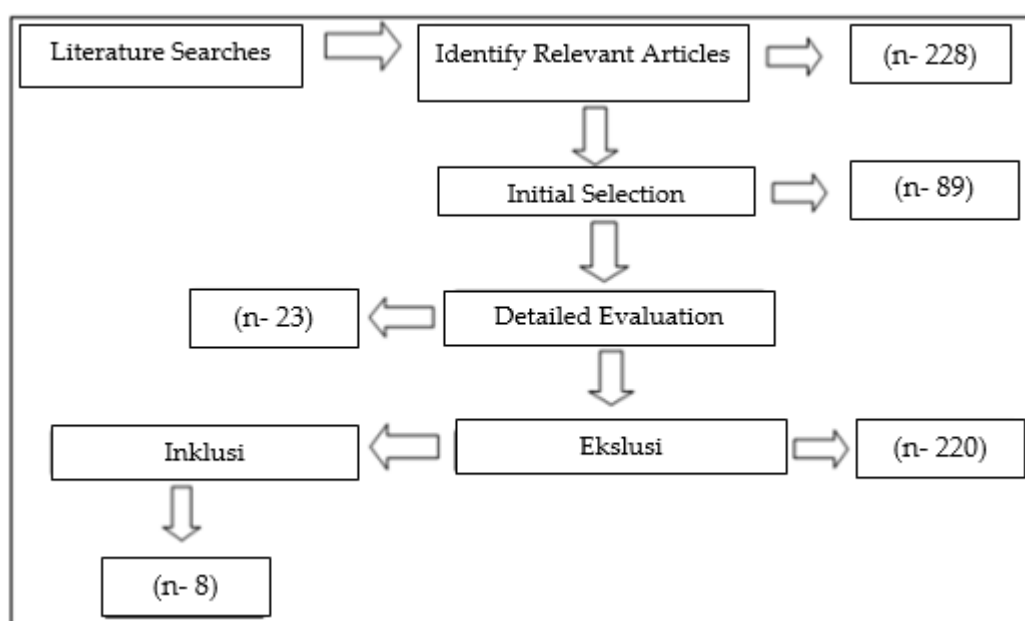 Literature Searches
Identify Relevant Articles
(n- 228)
Initial Selection
(n- 89)
(n- 23)
Detailed Evaluation
Inklusi
Ekslusi
(n- 220)
(n- 8)